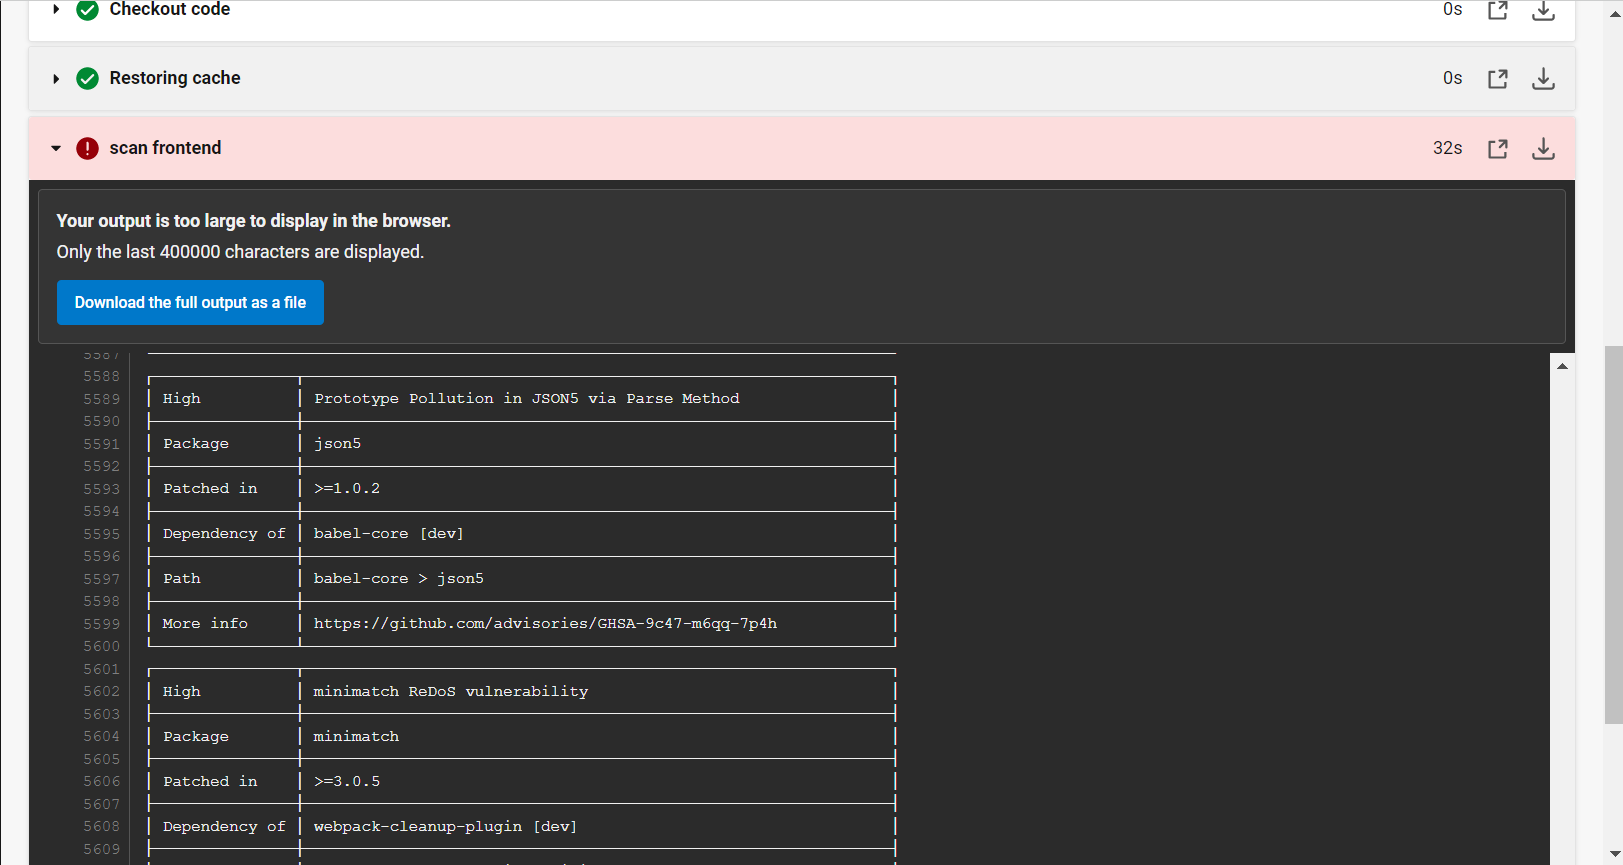 Checkout code 0s
Restoring cache 0s
scan frontend 32s
Your output is too large to display in the browser.
Only the last 400000 characters are displayed.
Download the full output as a file
5587
5588
5589 High Prototype Pollution in JSON5 via Parse Method
5590
5591 Package json5
5592
5593 Patched in >=1.0.2
5594
5595 Dependency of babel-core [dev]
5596
5597 Path babel-core > json5
5598
5599 More info https://github.com/advisories/GHSA-9c47-m6qq-7p4h
5600
5601
5602 High minimatch ReDoS vulnerability
5603
5604 Package minimatch
5605
5606 Patched in >=3.0.5
5607
5608 Dependency of webpack-cleanup-plugin [dev]
5609